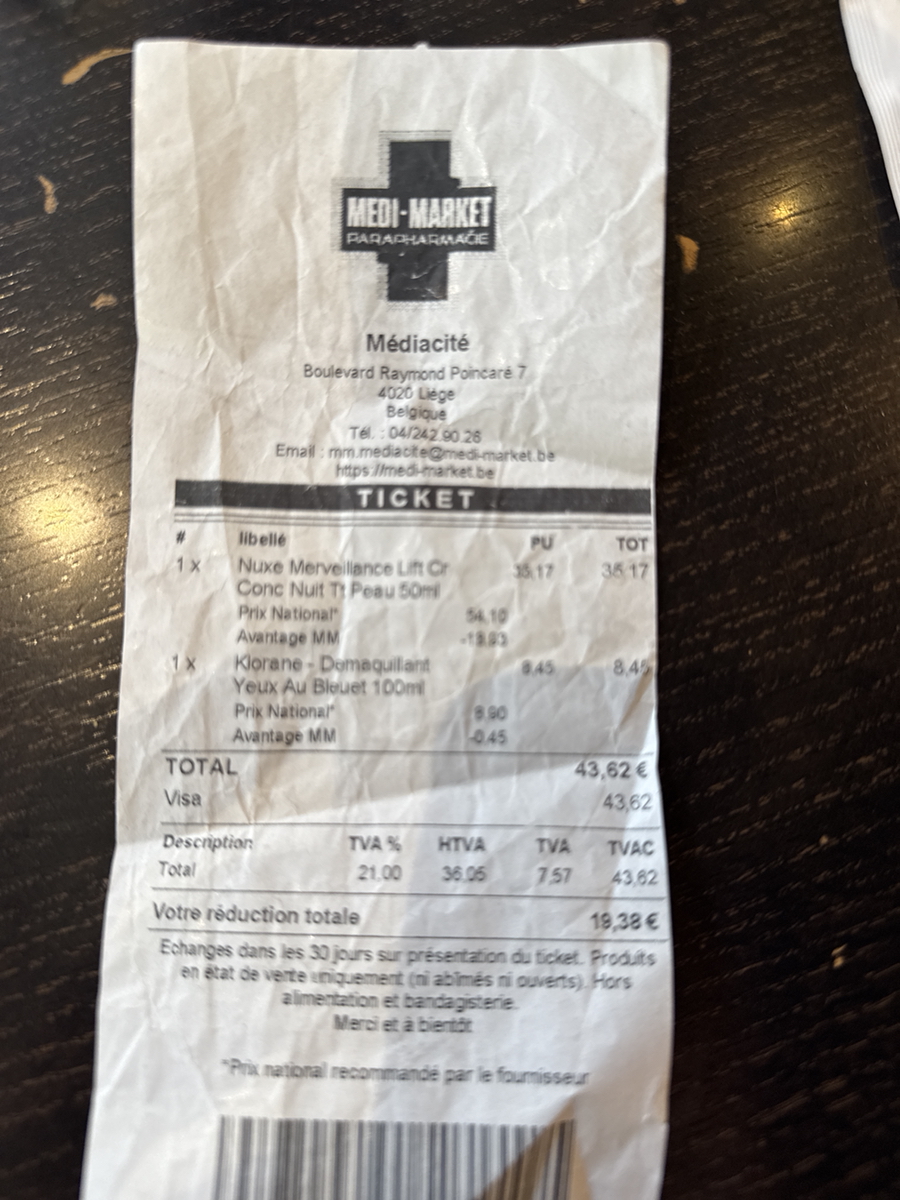 MEDI-MARKET
PARAPHARMACIE
Médiacité
Boulevard Raymond Poincaré 7
4020 Liège
Belgique
Tél. : 04/242.90.26
Email : mm.mediacite@medi-market.be
https://medi-market.be
TICKET
# libellé PU TOT
1 x Nuxe Merveillance Lift Cr 35.17 35.17
Conc Nuit Tt Peau 50ml
Prix National* 54.10
Avantage MM -18.93
1 x Klorane - Demaquillant 8.45 8.45
Yeux Au Bleuet 100ml
Prix National* 8.90
Avantage MM -0.45
TOTAL 43,62 €
Visa 43,62
Description TVA % HTVA TVA TVAC
Total 21.00 36.05 7.57 43,62
Votre réduction totale 19,38 €
Echanges dans les 30 jours sur présentation du ticket. Produits
en état de vente uniquement (ni abîmés ni ouverts). Hors
alimentation et bandagisterie.
Merci et à bientôt
*Prix national recommandé par le fournisseur